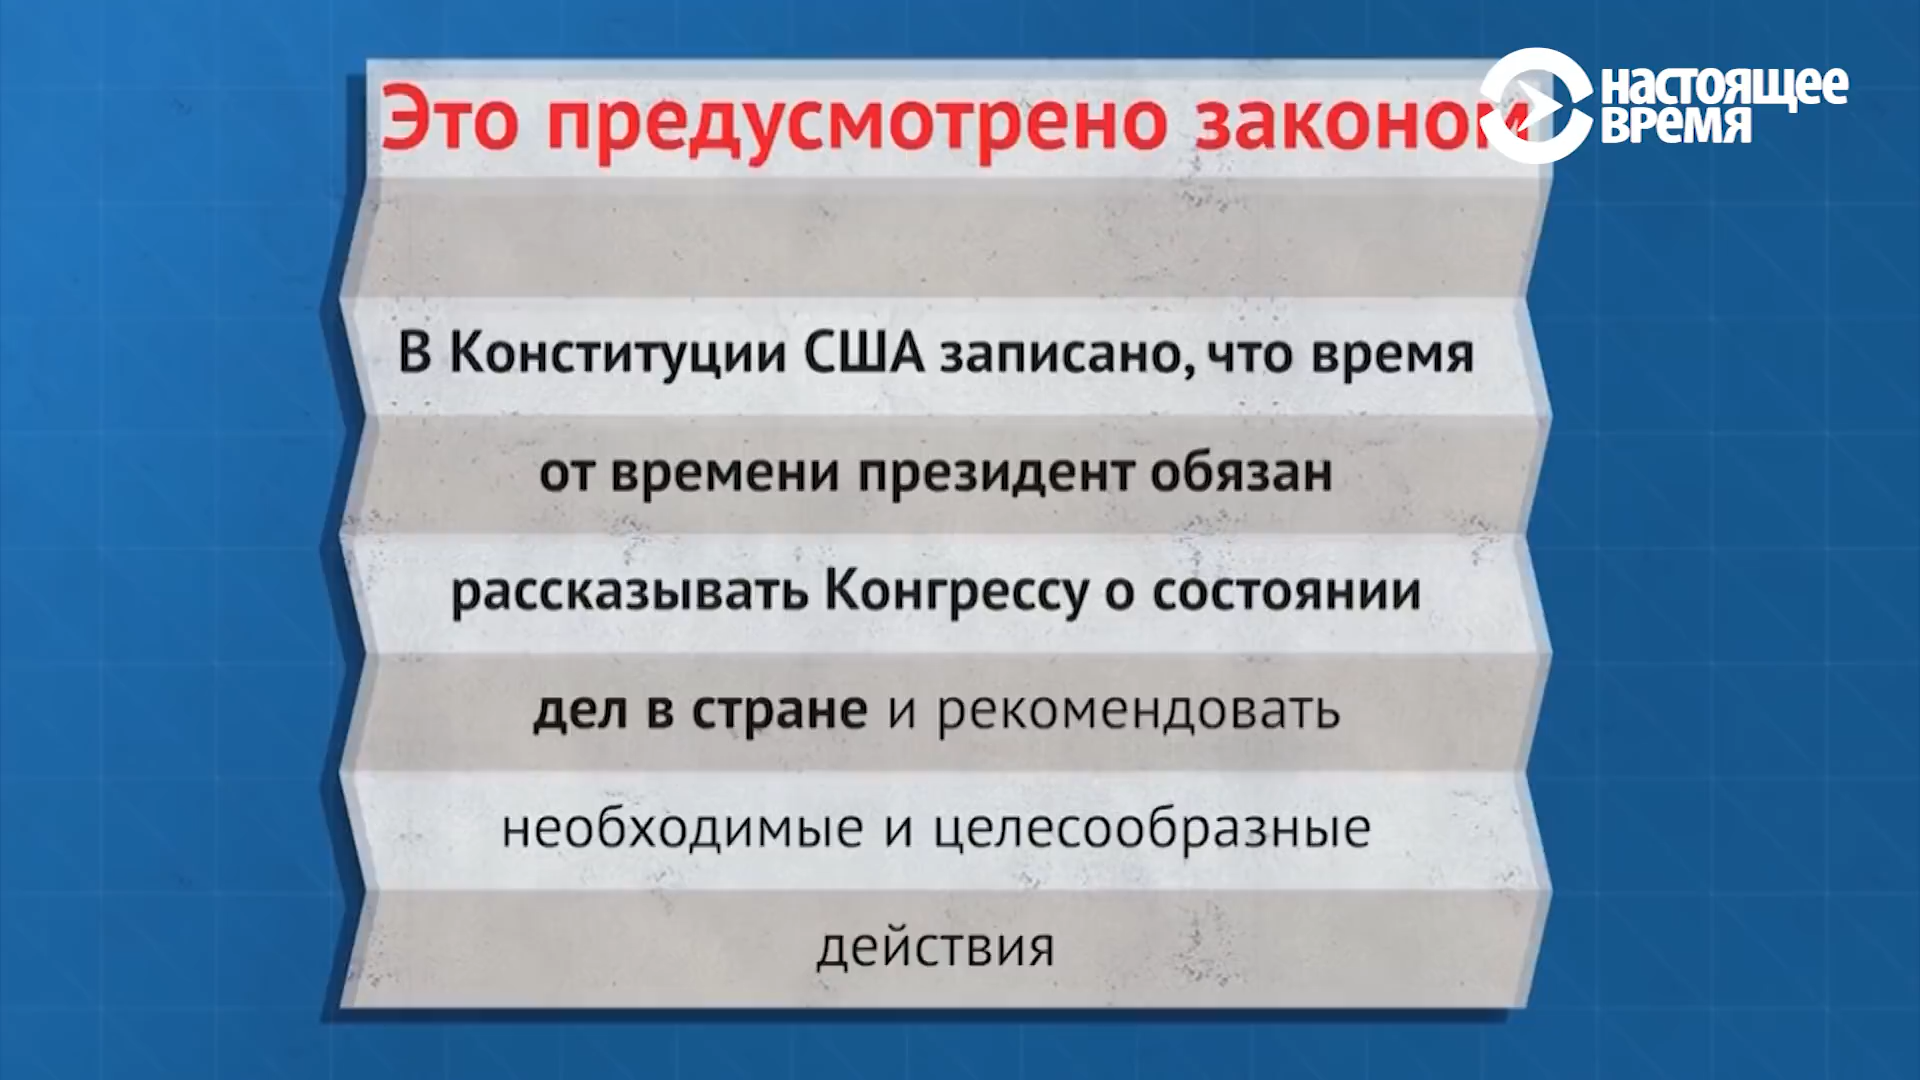 Это предусмотрено законом
настоящее
время
В Конституции США записано, что время
от времени президент обязан
рассказывать Конгрессу о состоянии
дел в стране и рекомендовать
необходимые и целесообразные
действия